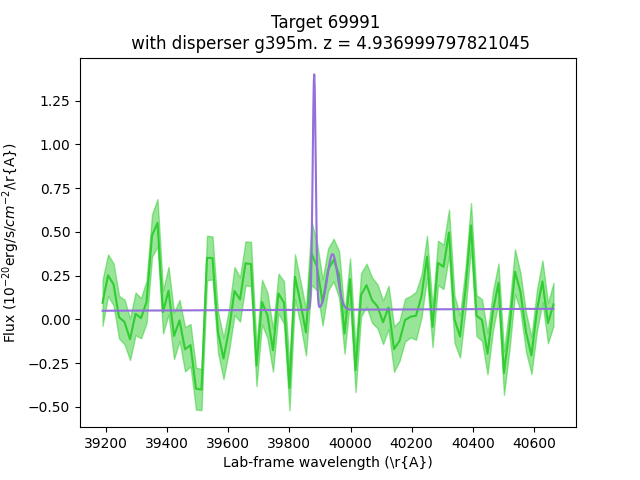 Target 69991
with disperser g395m. z = 4.936999797821045
Flux (10⁻²⁰erg/s/cm⁻²/\r{A})
1.25
1.00
0.75
0.50
0.25
0.00
−0.25
−0.50
39200 39400 39600 39800 40000 40200 40400 40600
Lab-frame wavelength (\r{A})